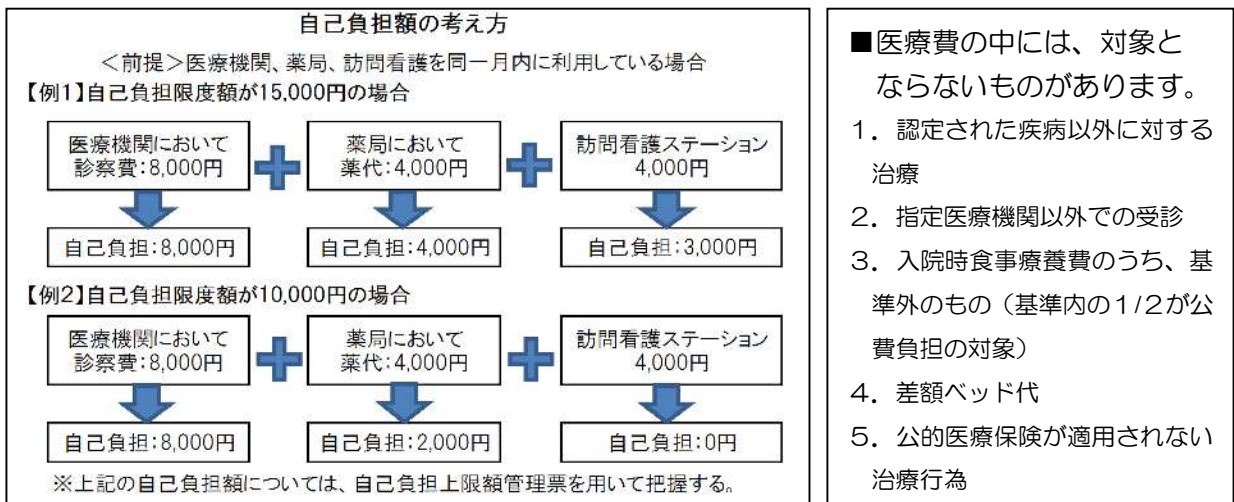 自己負担額の考え方
＜前提＞医療機関、薬局、訪問看護を同一月内に利用している場合
【例1】自己負担限度額が15,000円の場合
医療機関において
診察費：8,000円
薬局において
薬代：4,000円
訪問看護ステーション
4,000円
自己負担：8,000円
自己負担：4,000円
自己負担：3,000円
【例2】自己負担限度額が10,000円の場合
医療機関において
診察費：8,000円
薬局において
薬代：4,000円
訪問看護ステーション
4,000円
自己負担：8,000円
自己負担：2,000円
自己負担：0円
※上記の自己負担額については、自己負担上限額管理票を用いて把握する。
■医療費の中には、対象と
ならないものがあります。
１．認定された疾病以外に対する
治療
２．指定医療機関以外での受診
３．入院時食事療養費のうち、基
準外のもの（基準内の１/２が公
費負担の対象）
４．差額ベッド代
５．公的医療保険が適用されない
治療行為